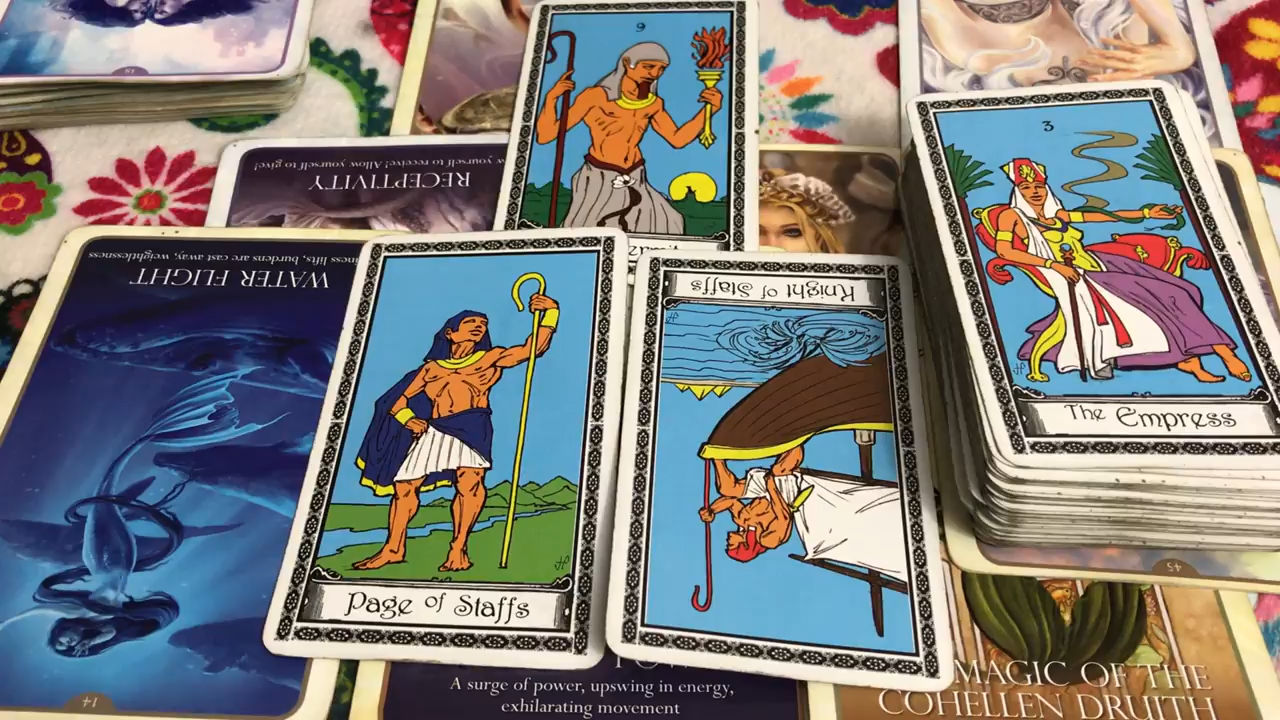 18
9
3
RECEPTIVITY
yourself to receive! Allow yourself to give!
WATER FLIGHT
lifts, burdens are cast away, weightlessness
Knight of Staffs
The Empress
Page of Staffs
45
14
A surge of power, upswing in energy,
exhilarating movement
MAGIC OF THE
COHELLEN DRUITH